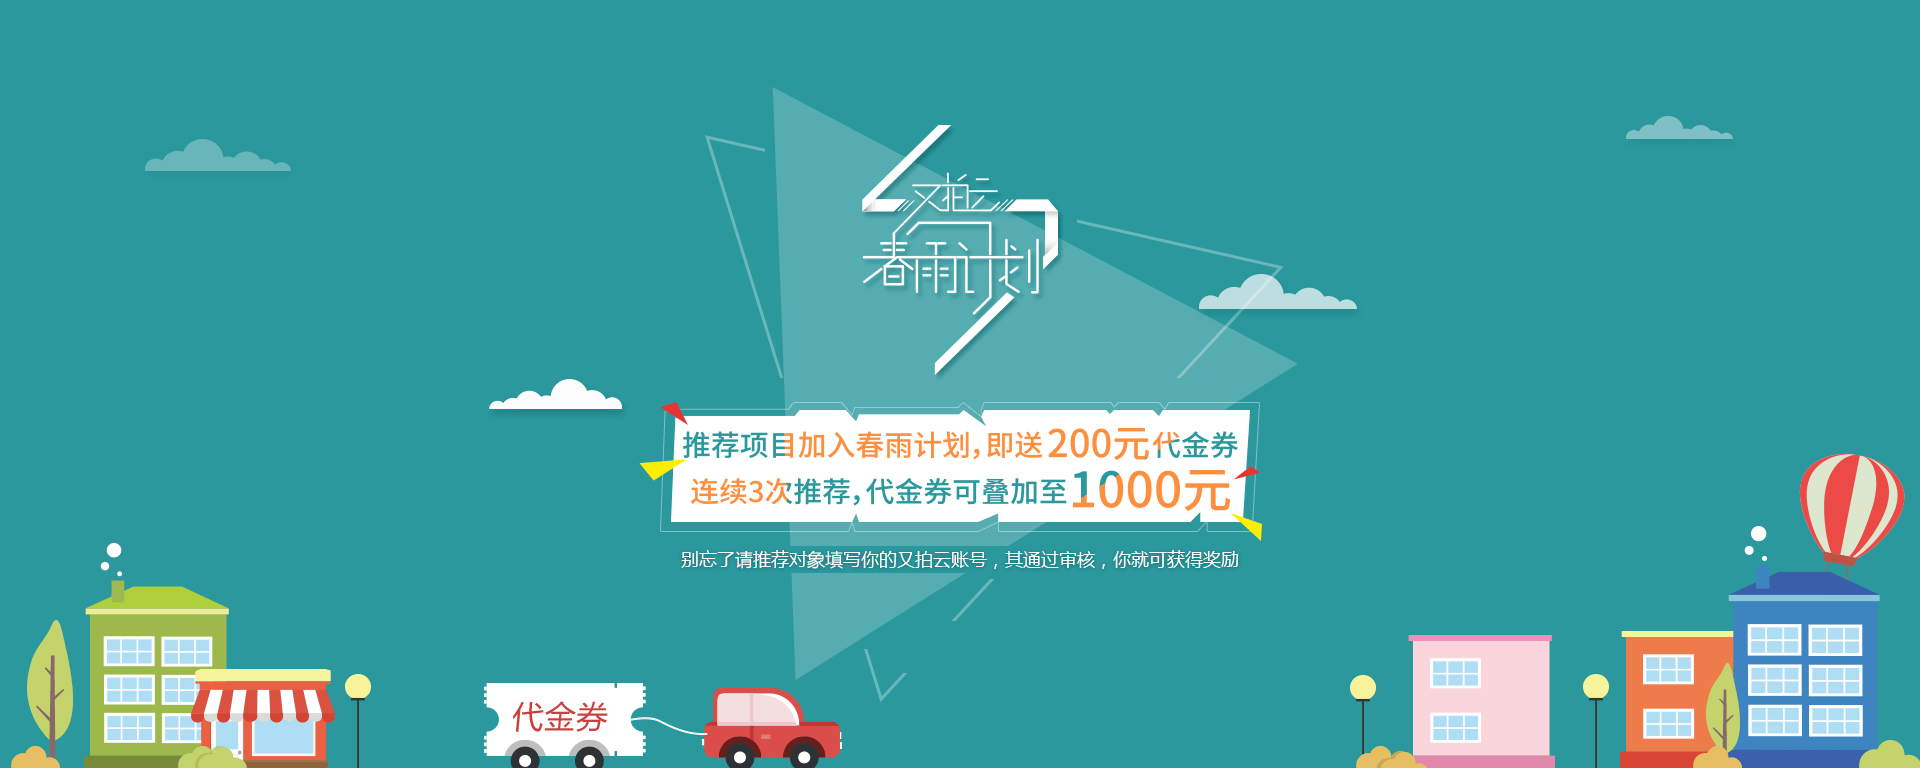 又拍云
春雨计划
推荐项目加入春雨计划,即送200元代金券
连续3次推荐,代金券可叠加至1000元
别忘了请推荐对象填写你的又拍云账号，其通过审核，你就可获得奖励
代金券